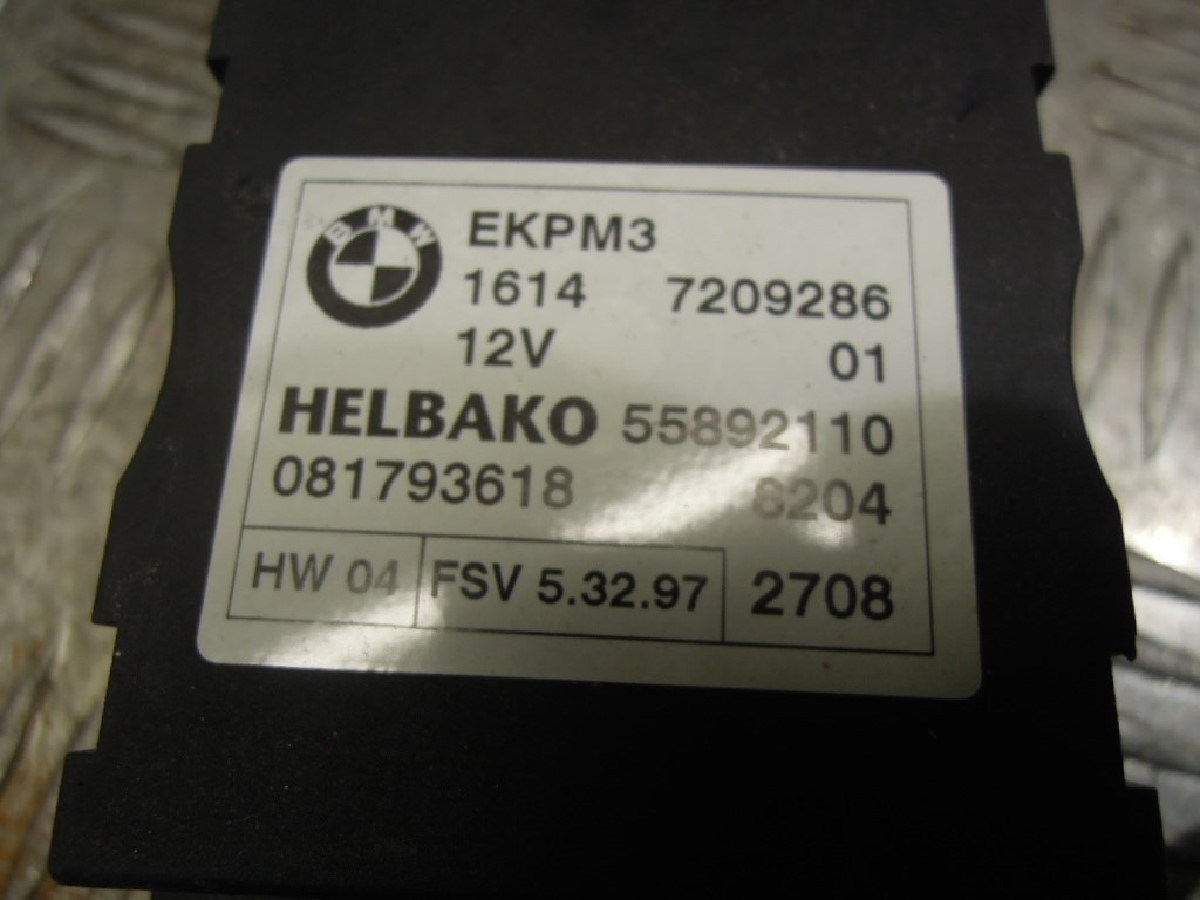 BMW EKPM3
1614 7209286
12V 01
HELBAKO 55892110
081793618 8204
HW 04 FSV 5.32.97 2708